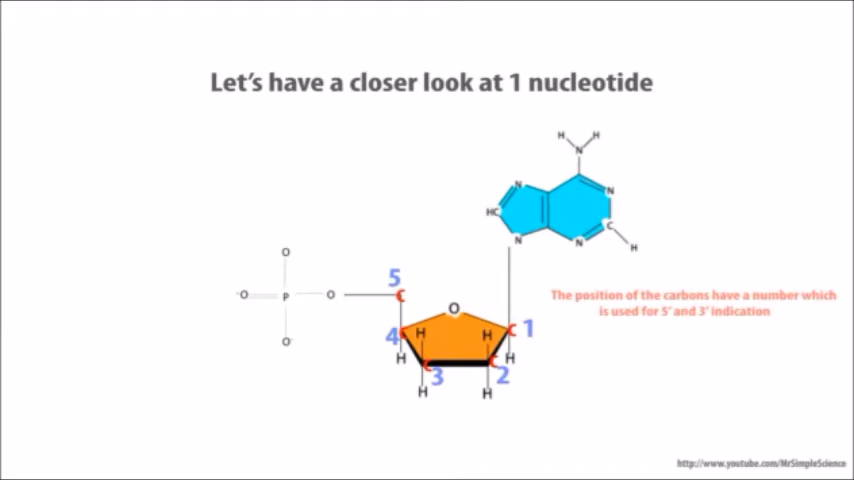 Let's have a closer look at 1 nucleotide
H H
N
N N
HC C
N N H
O
-O P O
O-
5
C
O
4 C H H C 1
H C 3 C 2 H
H H
The position of the carbons have a number which
is used for 5' and 3' indication
http://www.youtube.com/MrSimpleScience